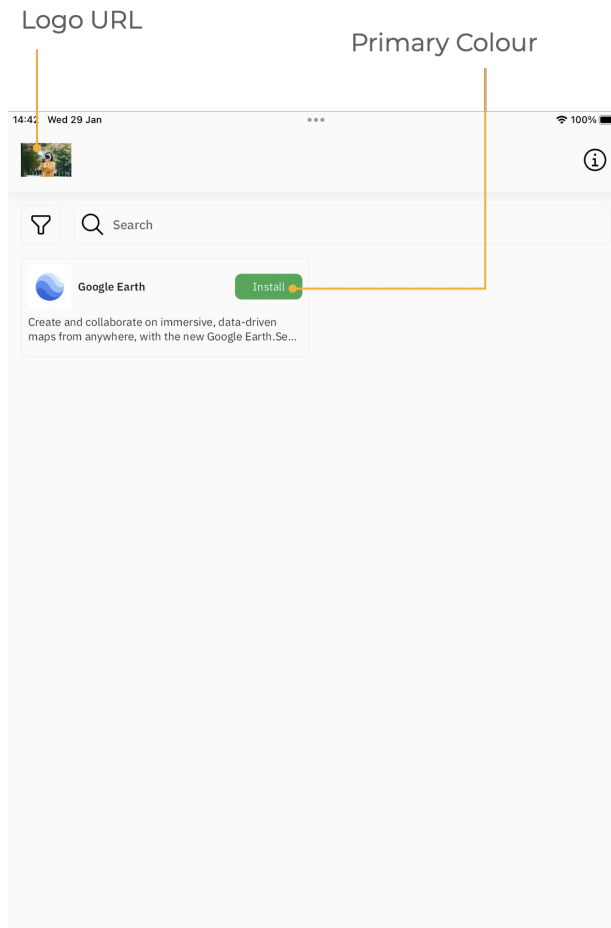 Logo URL
Primary Colour
14:42 Wed 29 Jan
100%
Search
Google Earth
Install
Create and collaborate on immersive, data-driven
maps from anywhere, with the new Google Earth.Se...